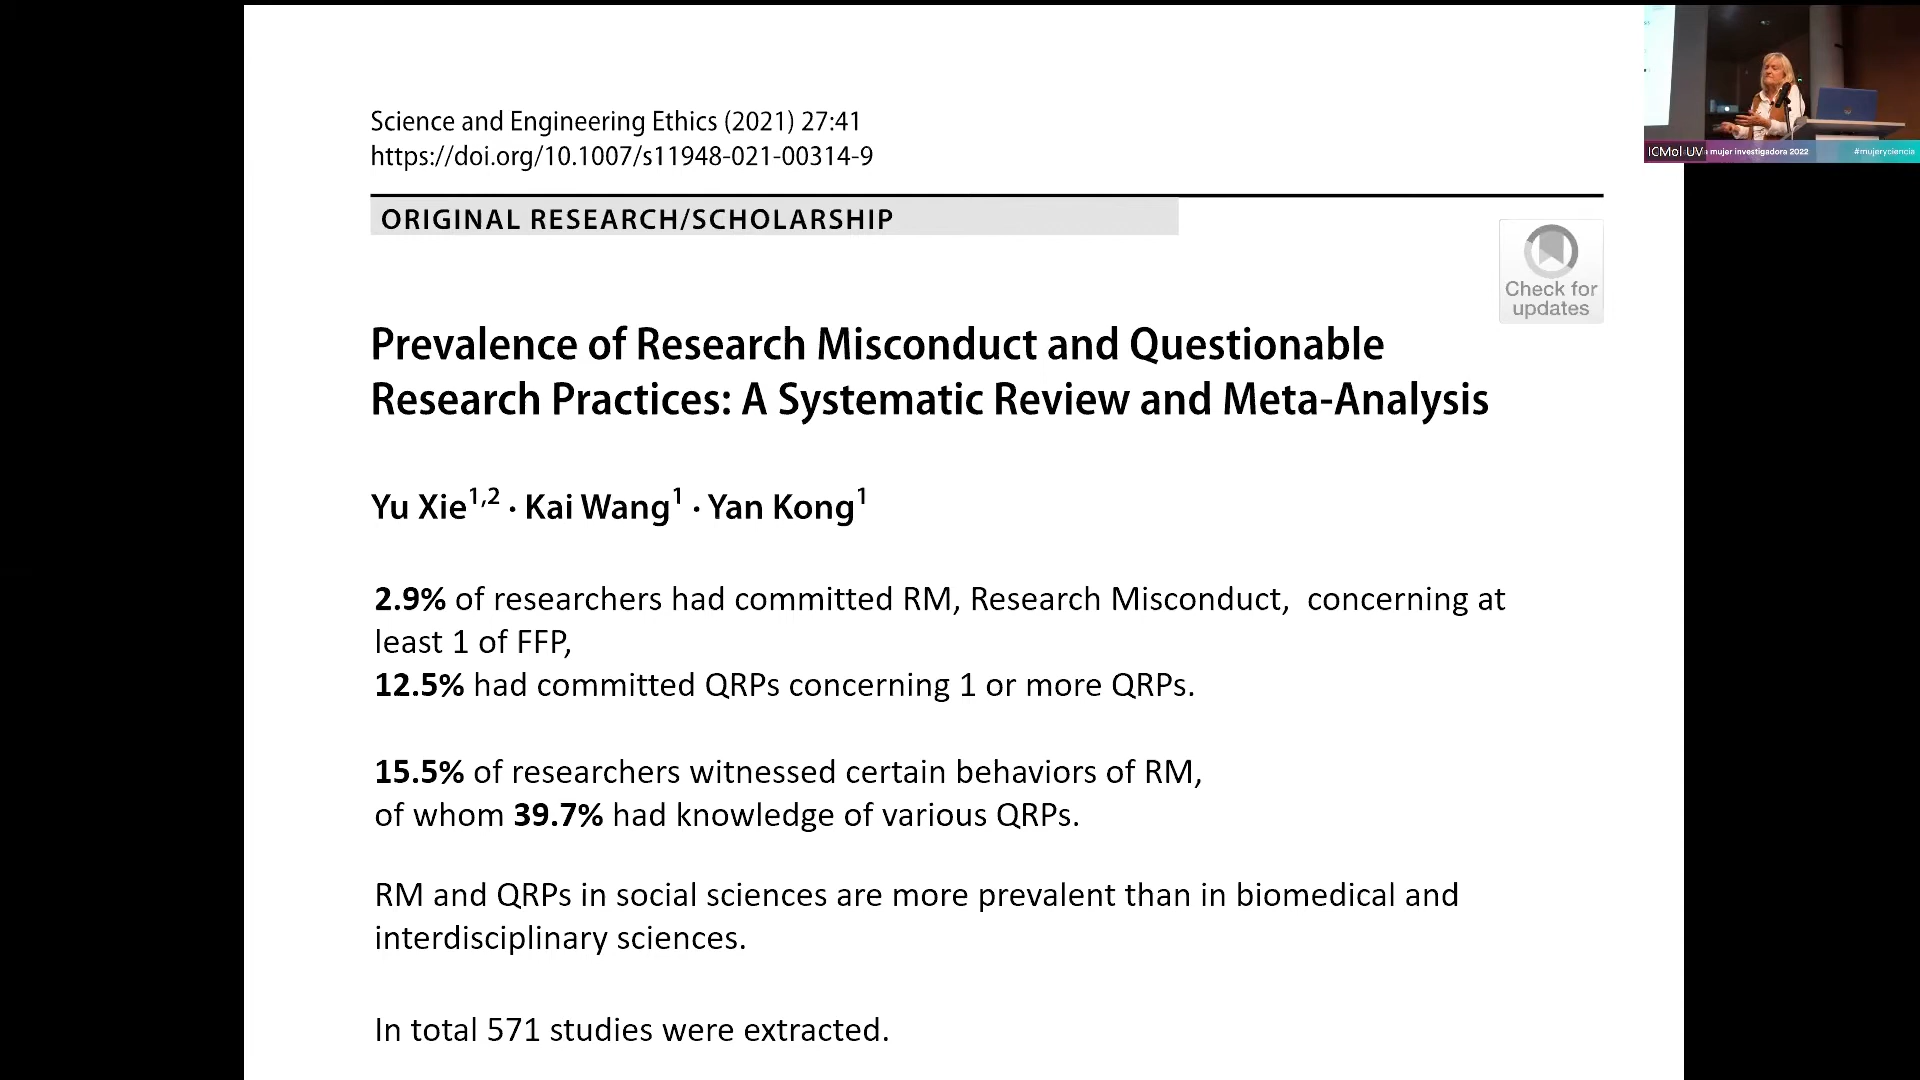 Science and Engineering Ethics (2021) 27:41
https://doi.org/10.1007/s11948-021-00314-9
ORIGINAL RESEARCH/SCHOLARSHIP
Check for
updates
Prevalence of Research Misconduct and Questionable
Research Practices: A Systematic Review and Meta-Analysis
Yu Xie1,2 · Kai Wang1 · Yan Kong1
2.9% of researchers had committed RM, Research Misconduct, concerning at
least 1 of FFP,
12.5% had committed QRPs concerning 1 or more QRPs.
15.5% of researchers witnessed certain behaviors of RM,
of whom 39.7% had knowledge of various QRPs.
RM and QRPs in social sciences are more prevalent than in biomedical and
interdisciplinary sciences.
In total 571 studies were extracted.
ICMol UV mujer investigadora 2022 #mujeryciencia